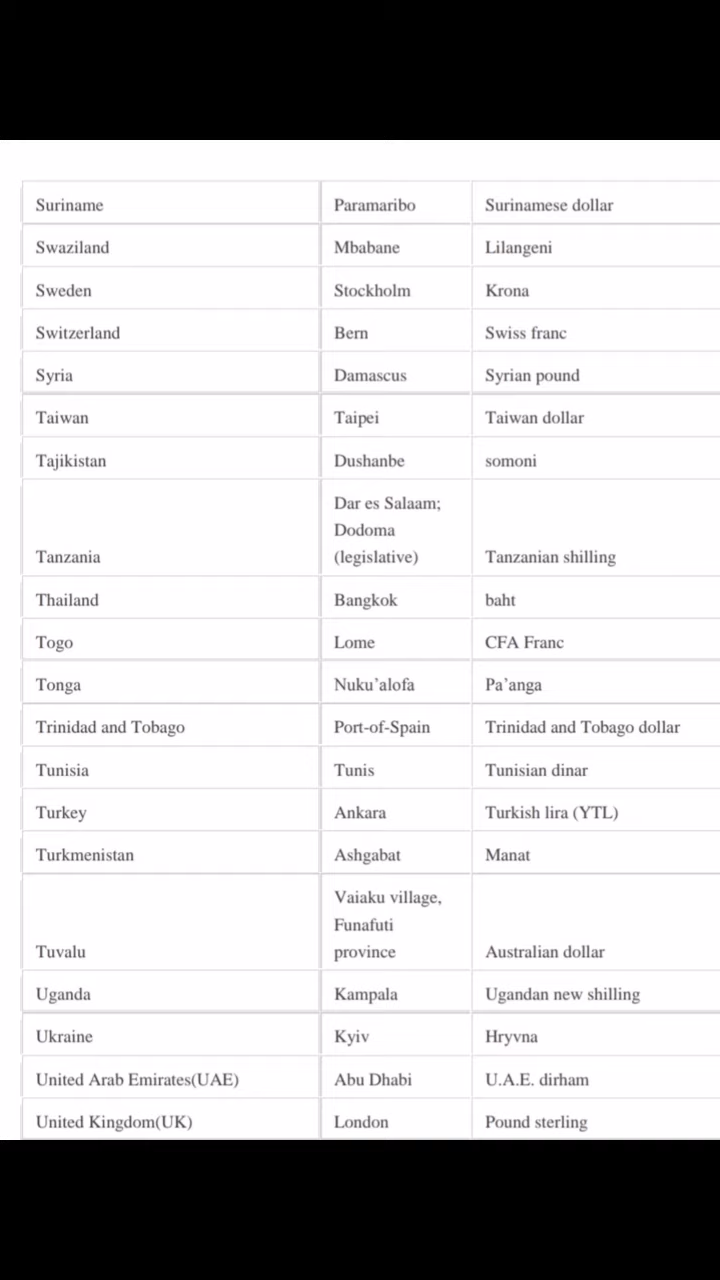 Suriname Paramaribo Surinamese dollar
Swaziland Mbabane Lilangeni
Sweden Stockholm Krona
Switzerland Bern Swiss franc
Syria Damascus Syrian pound
Taiwan Taipei Taiwan dollar
Tajikistan Dushanbe somoni
Dar es Salaam;
Dodoma
Tanzania (legislative) Tanzanian shilling
Thailand Bangkok baht
Togo Lome CFA Franc
Tonga Nuku’alofa Pa’anga
Trinidad and Tobago Port-of-Spain Trinidad and Tobago dollar
Tunisia Tunis Tunisian dinar
Turkey Ankara Turkish lira (YTL)
Turkmenistan Ashgabat Manat
Vaiaku village,
Funafuti
Tuvalu province Australian dollar
Uganda Kampala Ugandan new shilling
Ukraine Kyiv Hryvna
United Arab Emirates(UAE) Abu Dhabi U.A.E. dirham
United Kingdom(UK) London Pound sterling